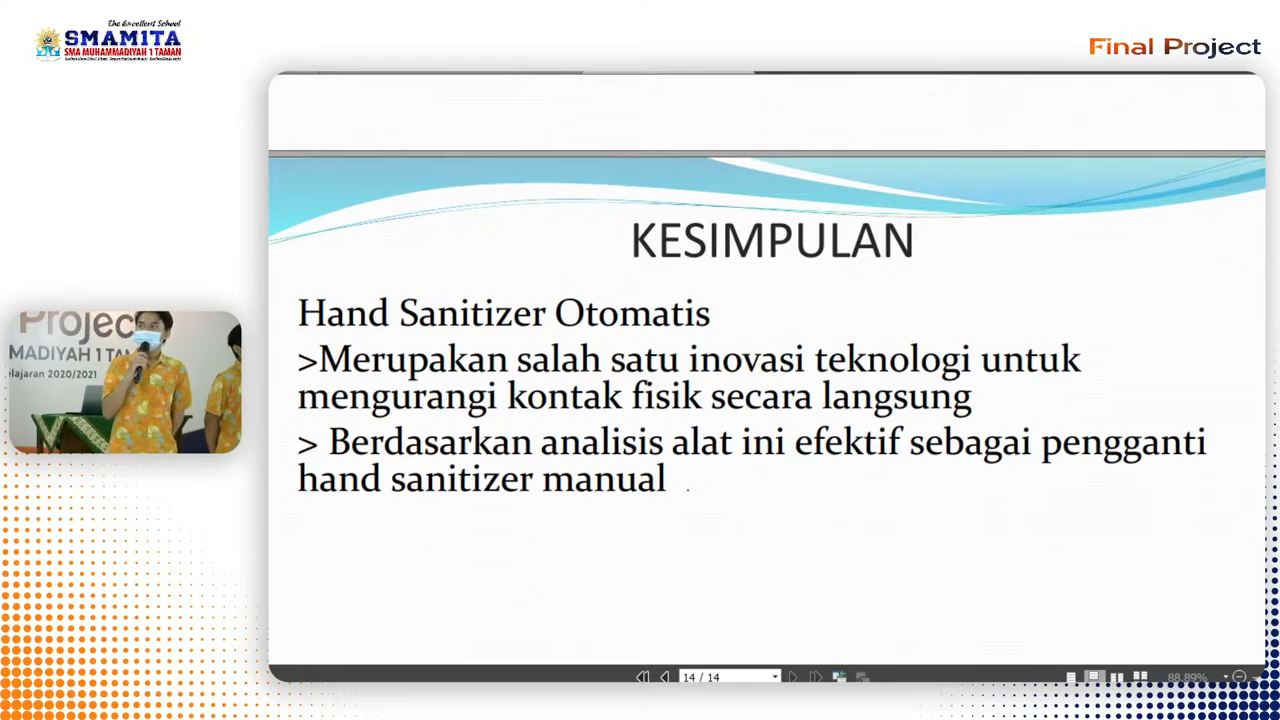 The Excellent School
SMAMITA
SMA MUHAMMADIYAH 1 TAMAN
Final Project
KESIMPULAN
Hand Sanitizer Otomatis
>Merupakan salah satu inovasi teknologi untuk
mengurangi kontak fisik secara langsung
> Berdasarkan analisis alat ini efektif sebagai pengganti
hand sanitizer manual
Project
MADIYAH 1 TA
elajaran 2020/2021
14 / 14
88.89%